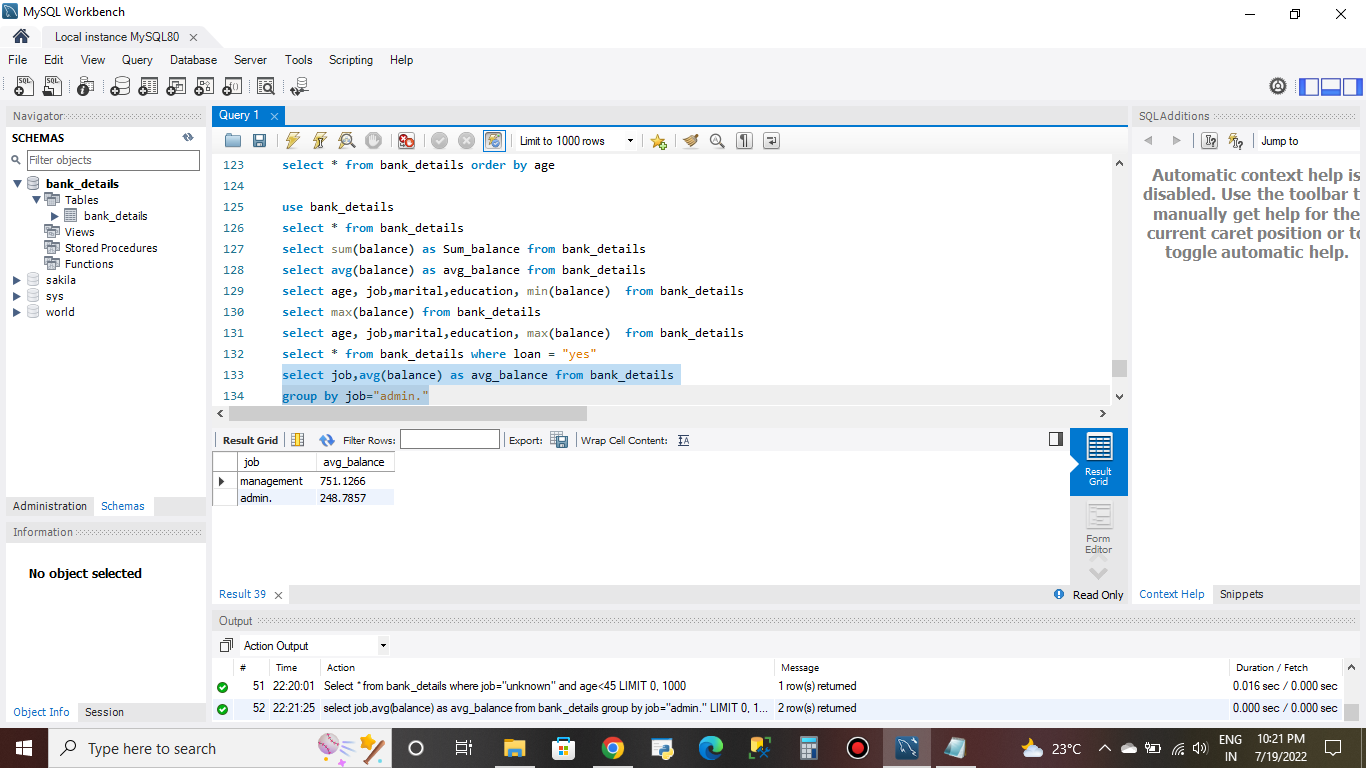 MySQL Workbench
Local instance MySQL80
File Edit View Query Database Server Tools Scripting Help
Navigator
SCHEMAS
Filter objects
bank_details
Tables
bank_details
Views
Stored Procedures
Functions
sakila
sys
world
Administration Schemas
Information
No object selected
Object Info Session
Query 1
Limit to 1000 rows
123 select * from bank_details order by age
124
125 use bank_details
126 select * from bank_details
127 select sum(balance) as Sum_balance from bank_details
128 select avg(balance) as avg_balance from bank_details
129 select age, job,marital,education, min(balance)  from bank_details
130 select max(balance) from bank_details
131 select age, job,marital,education, max(balance)  from bank_details
132 select * from bank_details where loan = "yes"
133 select job,avg(balance) as avg_balance from bank_details
134 group by job="admin."
Result Grid Filter Rows: Export: Wrap Cell Content:
job avg_balance
management 751.1266
admin. 248.7857
Result
Grid
Form
Editor
Result 39
Read Only
SQLAdditions
Jump to
Automatic context help is
disabled. Use the toolbar t
manually get help for the
current caret position or to
toggle automatic help.
Context Help Snippets
Output
Action Output
# Time Action Message Duration / Fetch
51 22:20:01 Select * from bank_details where job="unknown" and age<45 LIMIT 0, 1000 1 row(s) returned 0.016 sec / 0.000 sec
52 22:21:25 select job,avg(balance) as avg_balance from bank_details group by job="admin." LIMIT 0, 1... 2 row(s) returned 0.000 sec / 0.000 sec
Type here to search
23°C
ENG
IN
10:21 PM
7/19/2022